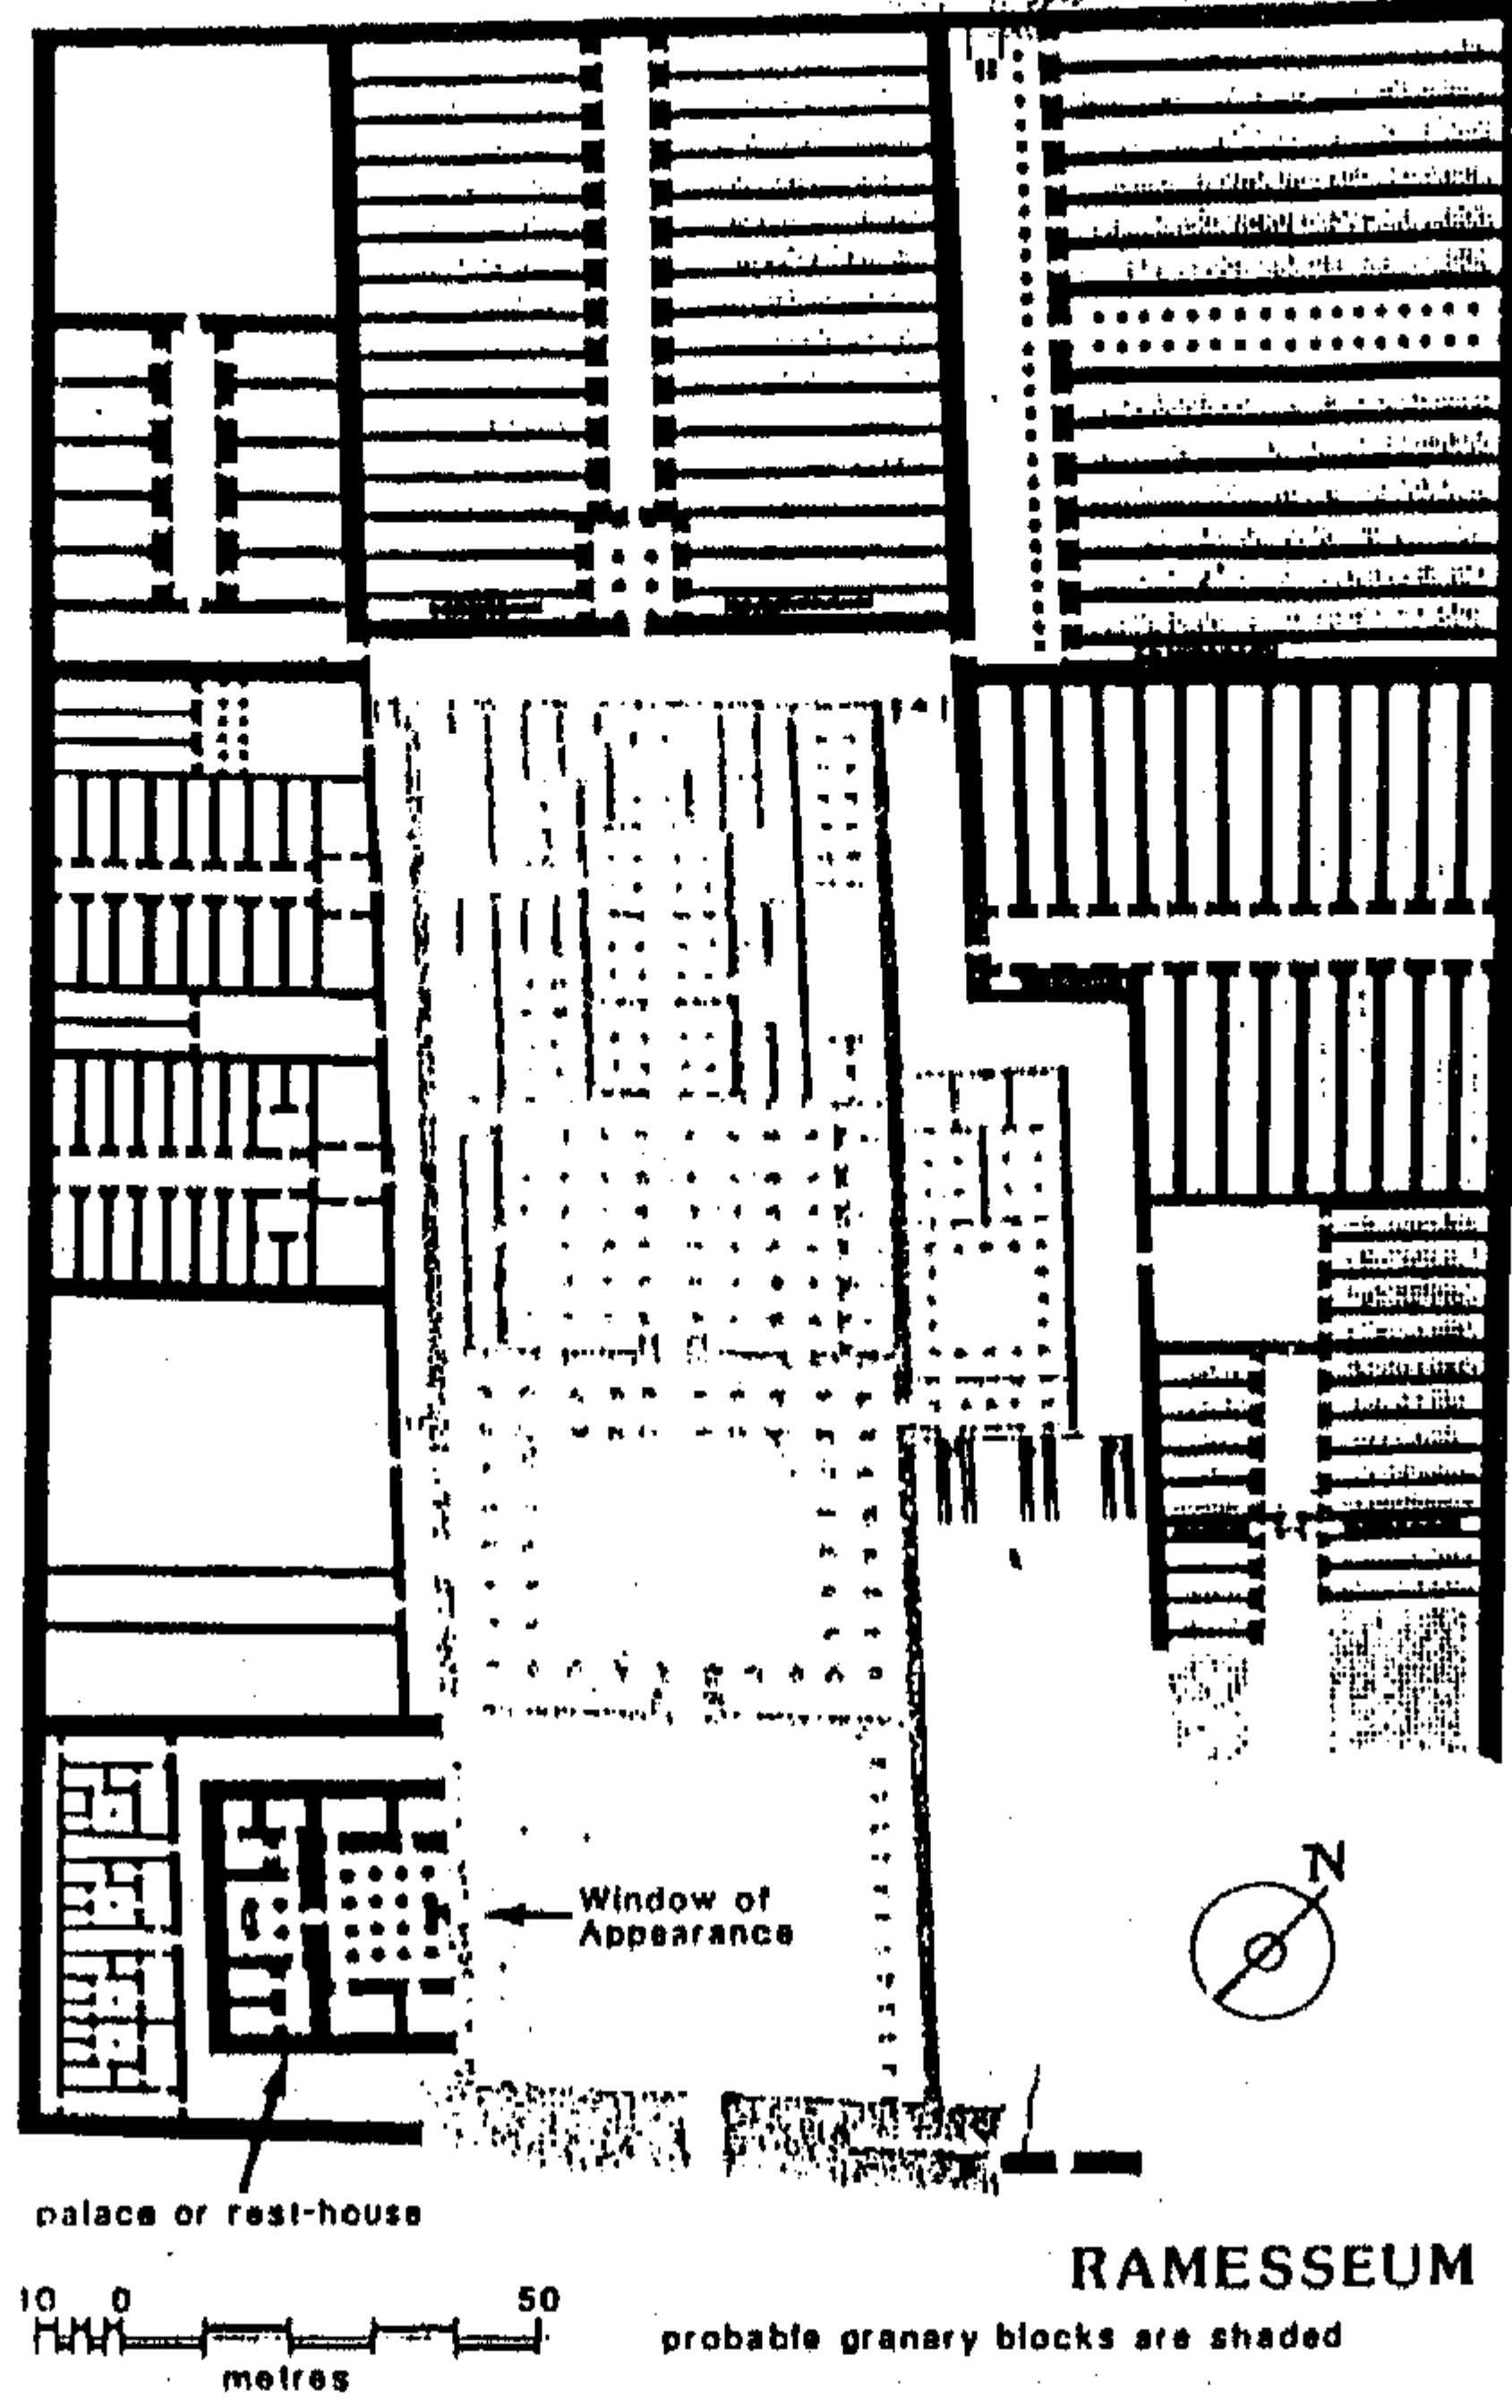 Window of
Appearance
N
palace or rest-house
RAMESSEUM
10 0 50
probable granary blocks are shaded
metres